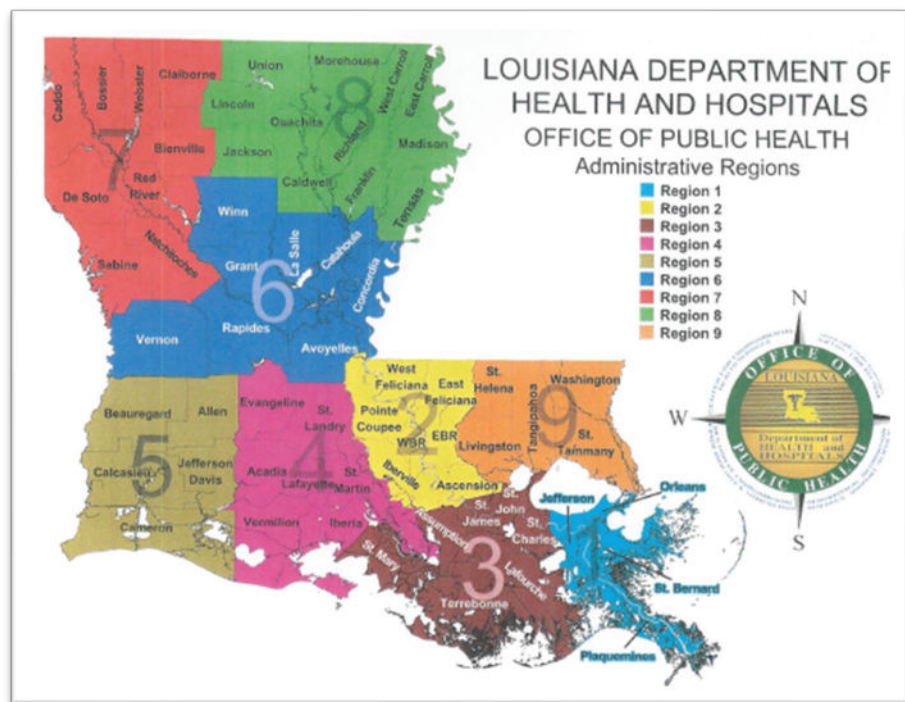 LOUISIANA DEPARTMENT OF
HEALTH AND HOSPITALS
OFFICE OF PUBLIC HEALTH
Administrative Regions
Region 1
Region 2
Region 3
Region 4
Region 5
Region 6
Region 7
Region 8
Region 9
N
W
S
OFFICE OF
PUBLIC HEALTH
LOUISIANA
Department of
HEALTH and
HOSPITALS
7
Caddo
Bossier
Webster
Claiborne
Bienville
De Soto
Red
River
Natchitoches
Sabine
8
Union
Morehouse
West Carroll
East Carroll
Lincoln
Ouachita
Richland
Madison
Jackson
Caldwell
Franklin
Tensas
6
Winn
Grant
La Salle
Catahoula
Concordia
Vernon
Rapides
Avoyelles
5
Beauregard
Allen
Calcasieu
Jefferson
Davis
Cameron
4
Evangeline
St.
Landry
Acadia
Lafayette
St.
Martin
Vermilion
Iberia
2
West
Feliciana
East
Feliciana
Pointe
Coupee
WBR
EBR
Iberville
Ascension
9
St.
Helena
Washington
Tangipahoa
Livingston
St.
Tammany
3
Assumption
St.
James
St.
John
St.
Charles
St. Mary
Lafourche
Terrebonne
1
Jefferson
Orleans
St. Bernard
Plaquemines